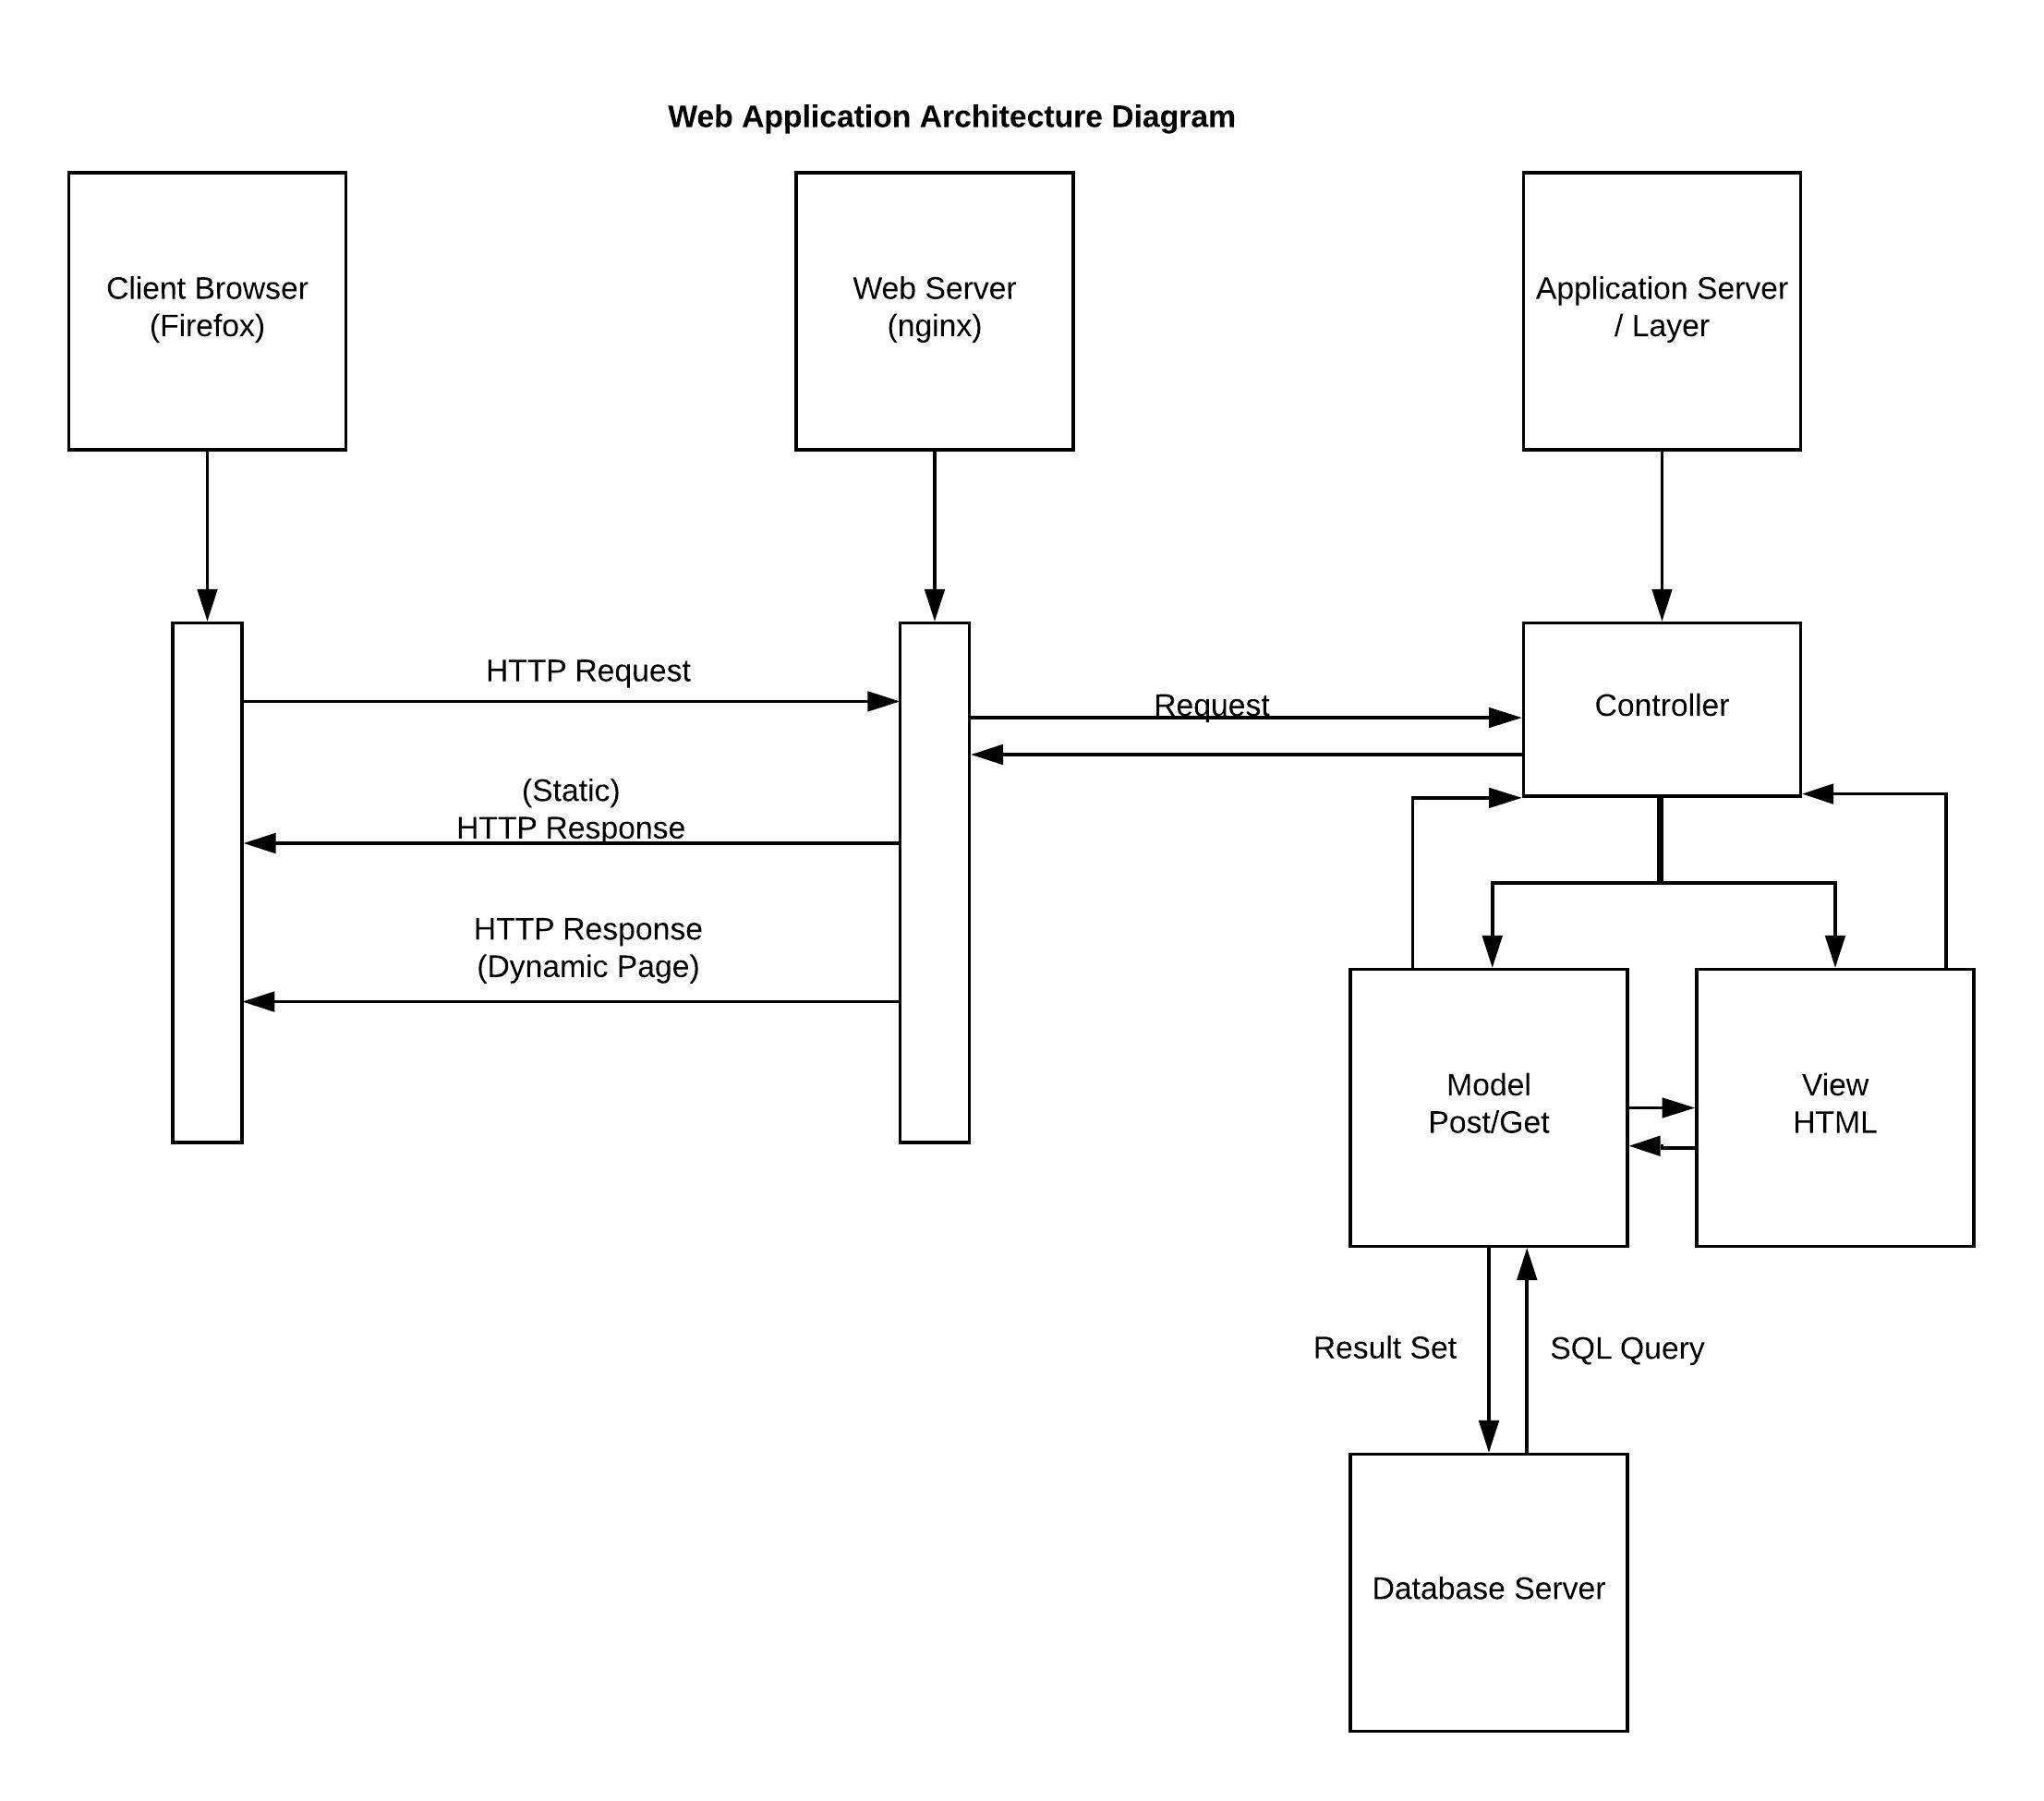 Web Application Architecture Diagram
Client Browser
(Firefox)
Web Server
(nginx)
Application Server
/ Layer
HTTP Request
Request
Controller
(Static)
HTTP Response
HTTP Response
(Dynamic Page)
Model
Post/Get
View
HTML
Result Set
SQL Query
Database Server